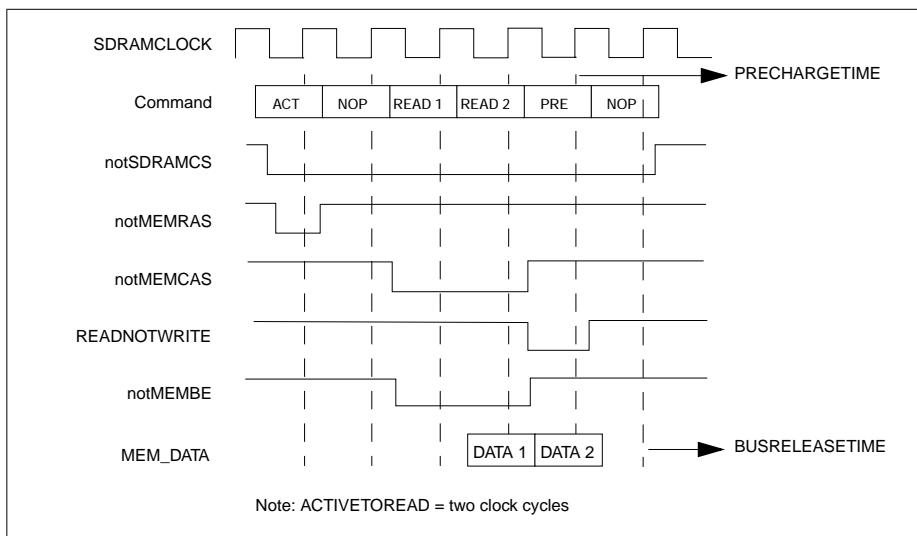 SDRAMCLOCK
PRECHARGETIME
Command
ACT NOP READ 1 READ 2 PRE NOP
notSDRAMCS
notMEMRAS
notMEMCAS
READNOTWRITE
notMEMBE
MEM_DATA
DATA 1 DATA 2
BUSRELEASETIME
Note: ACTIVETOREAD = two clock cycles